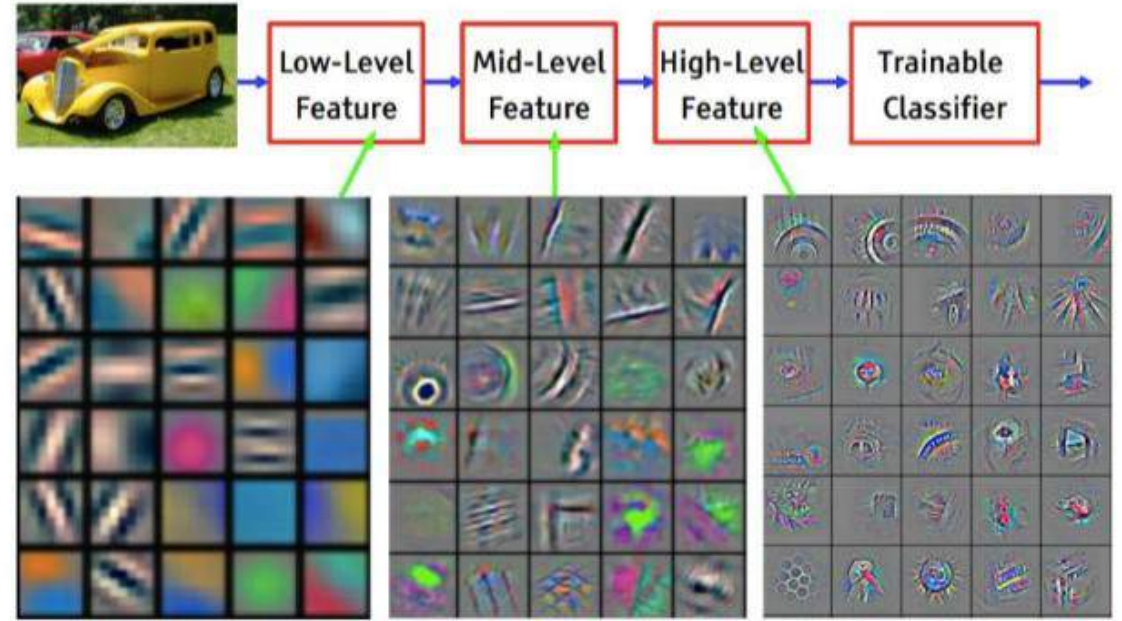 Low-Level
Feature
Mid-Level
Feature
High-Level
Feature
Trainable
Classifier